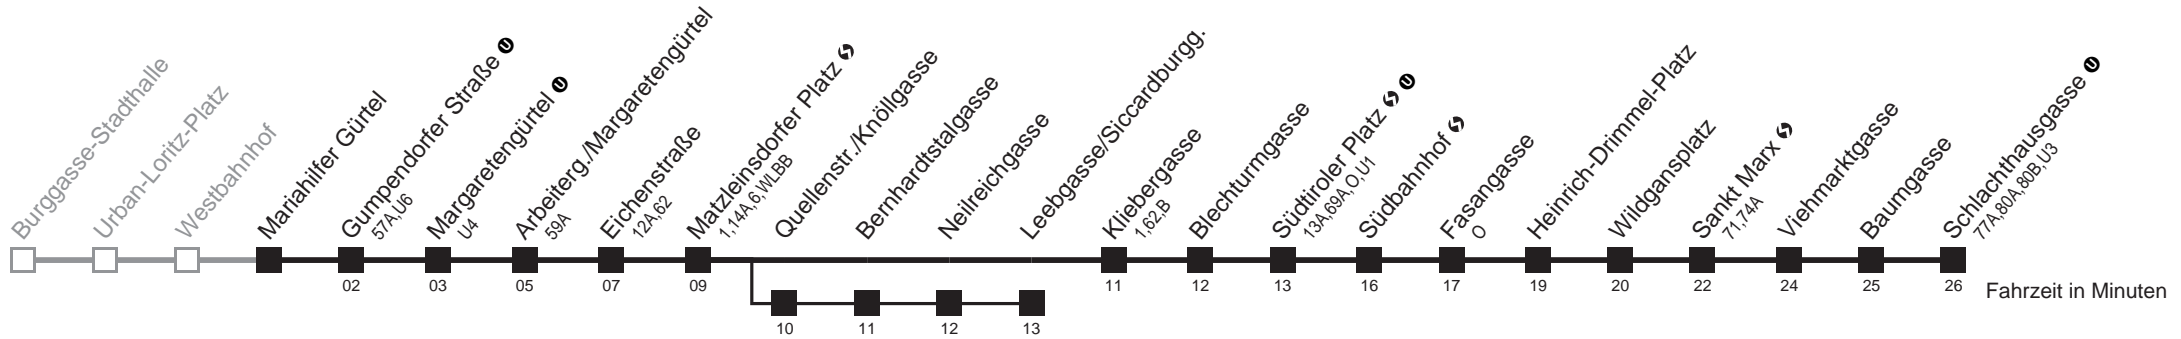 Burggasse-Stadthalle
Urban-Loritz-Platz
Westbahnhof
Mariahilfer Gürtel
Gumpendorfer Straße U
57A,U6
Margaretengürtel U
U4
Arbeiterg./Margaretengürtel
59A
Eichenstraße
12A,62
Matzleinsdorfer Platz
1,14A,6,WLBB
Quellenstr./Knöllgasse
Bernhardtstalgasse
Neilreichgasse
Leebgasse/Siccardburgg.
Kliebergasse
1,62,B
Blechturmgasse
Südtiroler Platz U
13A,69A,O,U1
Südbahnhof
Fasangasse
O
Heinrich-Drimmel-Platz
Wildgansplatz
Sankt Marx
71,74A
Viehmarktgasse
Baumgasse
Schlachthausgasse U
77A,80A,80B,U3
02 03 05 07 09 11 12 13 16 17 19 20 22 24 25 26
Fahrzeit in Minuten
10 11 12 13